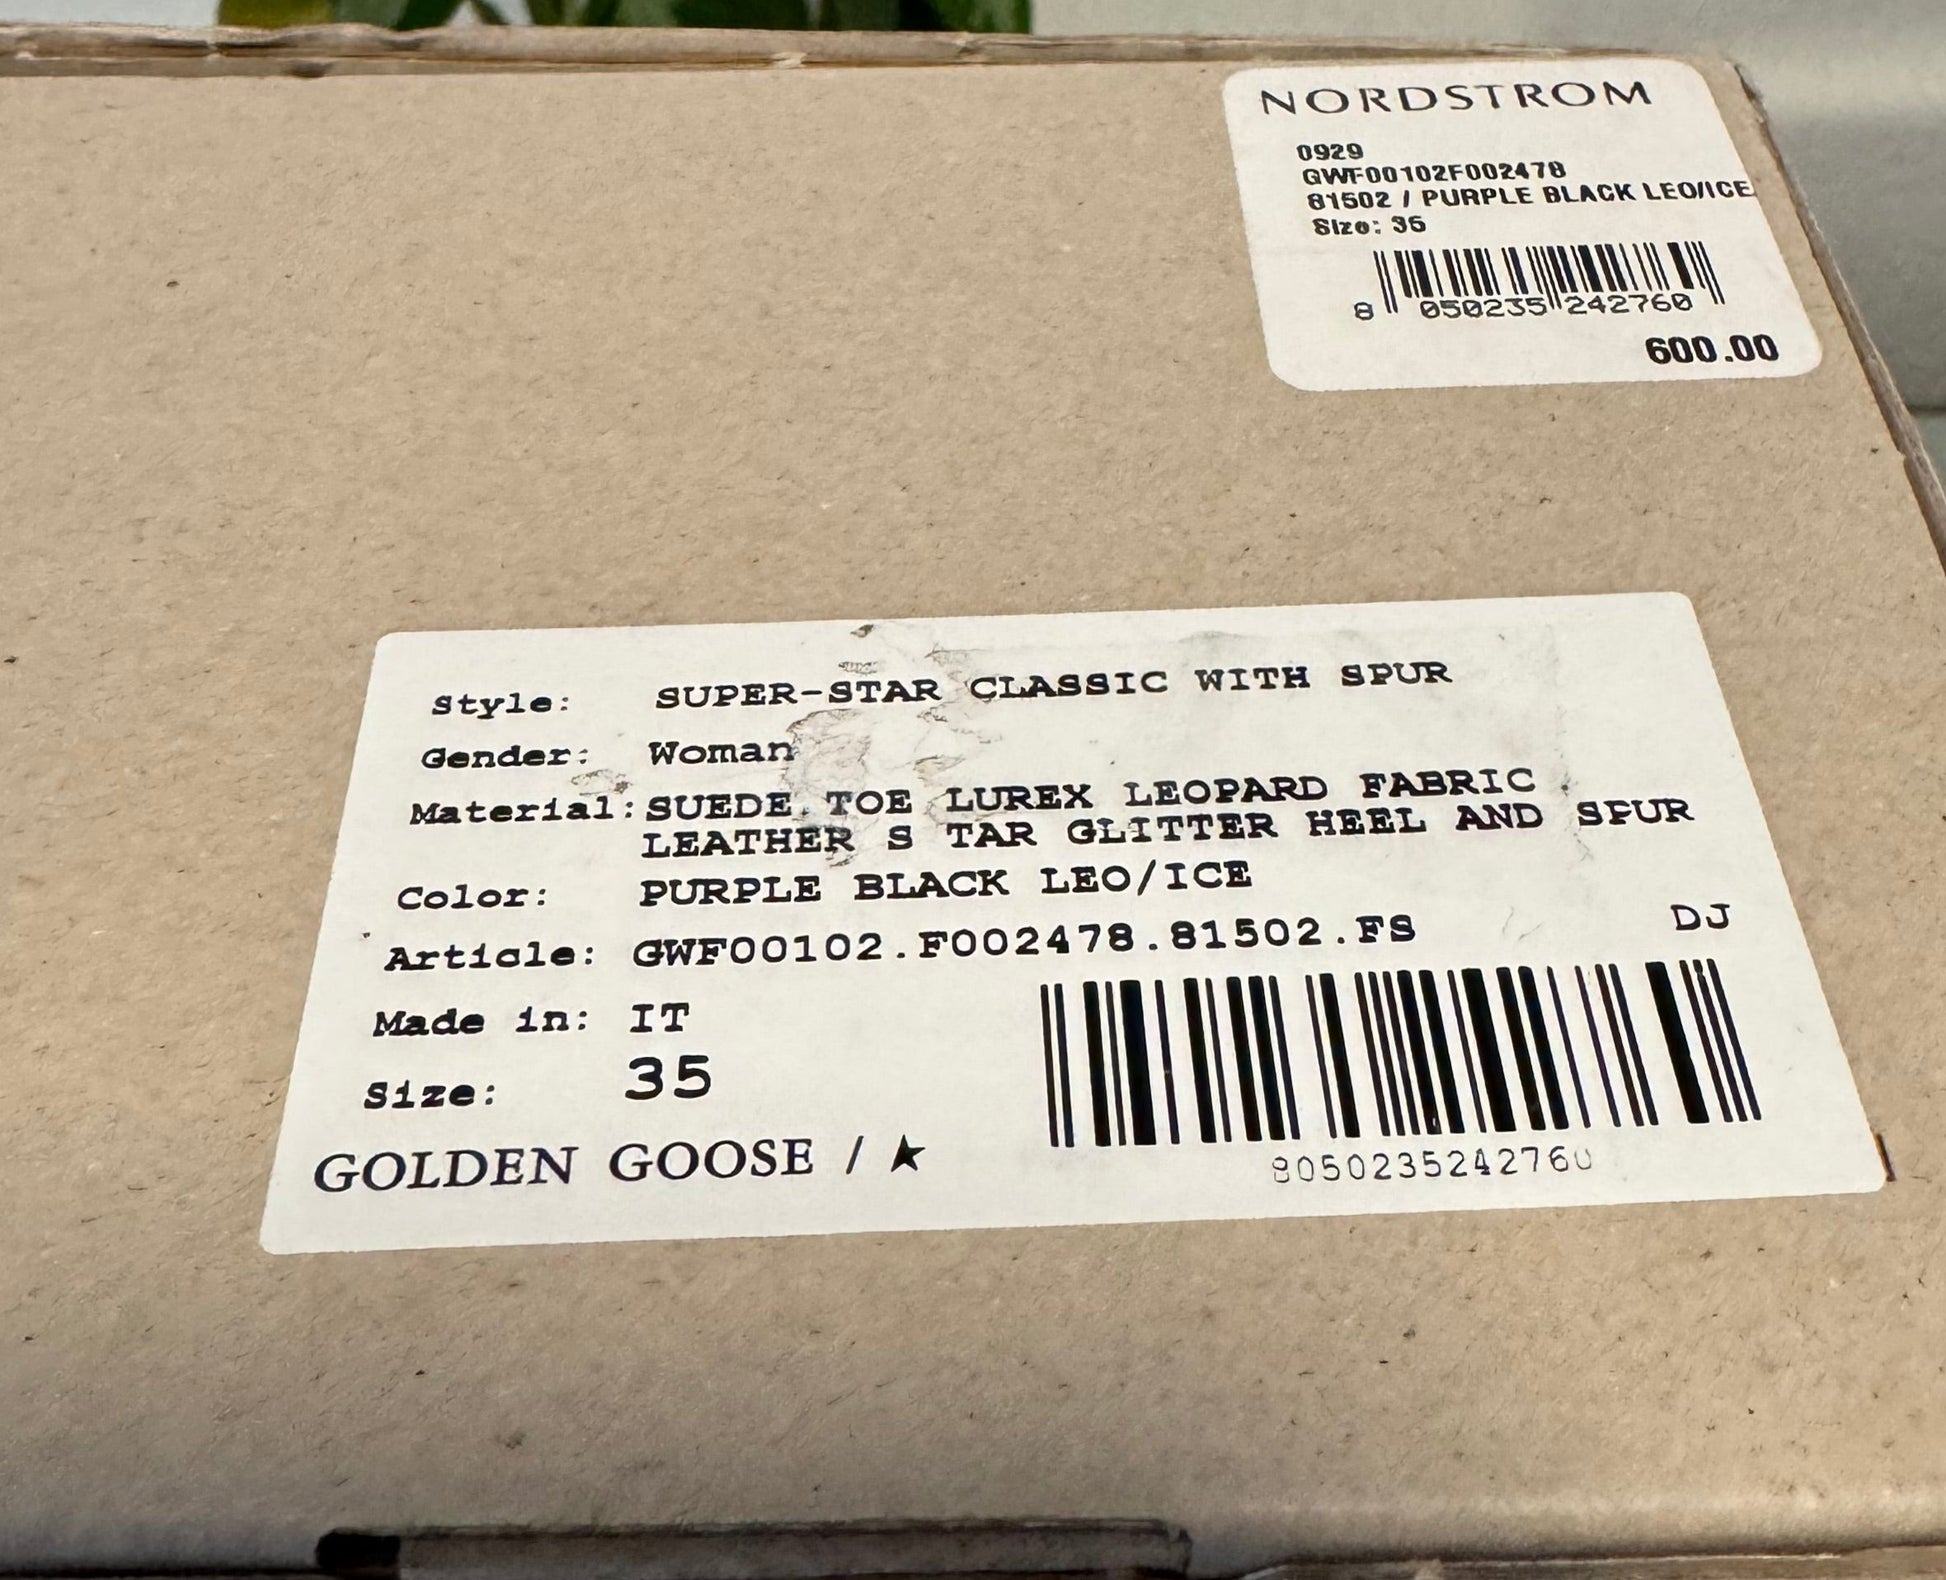 NORDSTROM
0929
GWF00102F002478
81502 / PURPLE BLACK LEO/ICE
Size: 35
8 050235 242760
600.00
Style: SUPER-STAR CLASSIC WITH SPUR
Gender: Woman
Material: SUEDE TOE LUREX LEOPARD FABRIC
LEATHER S TAR GLITTER HEEL AND SPUR
Color: PURPLE BLACK LEO/ICE
Article: GWF00102.F002478.81502.FS
DJ
Made in: IT
Size: 35
GOLDEN GOOSE / ★
8050235242760